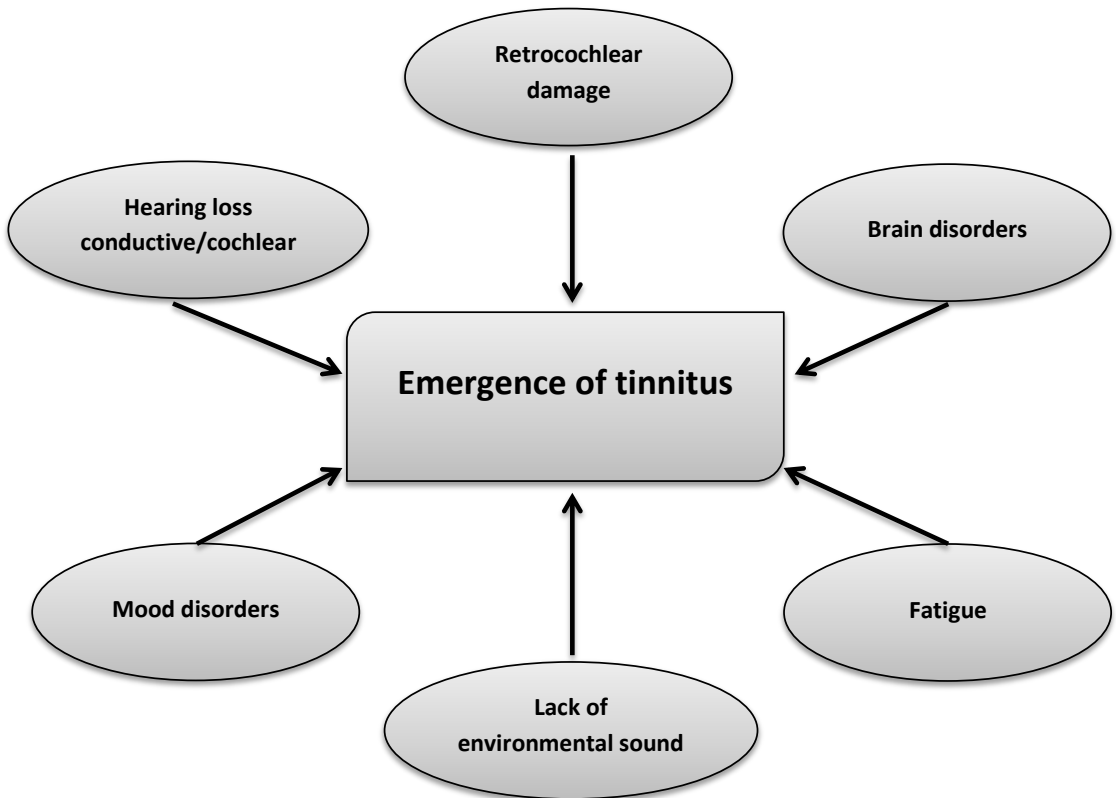 Retrocochlear
damage
Hearing loss
conductive/cochlear
Brain disorders
Emergence of tinnitus
Mood disorders
Fatigue
Lack of
environmental sound